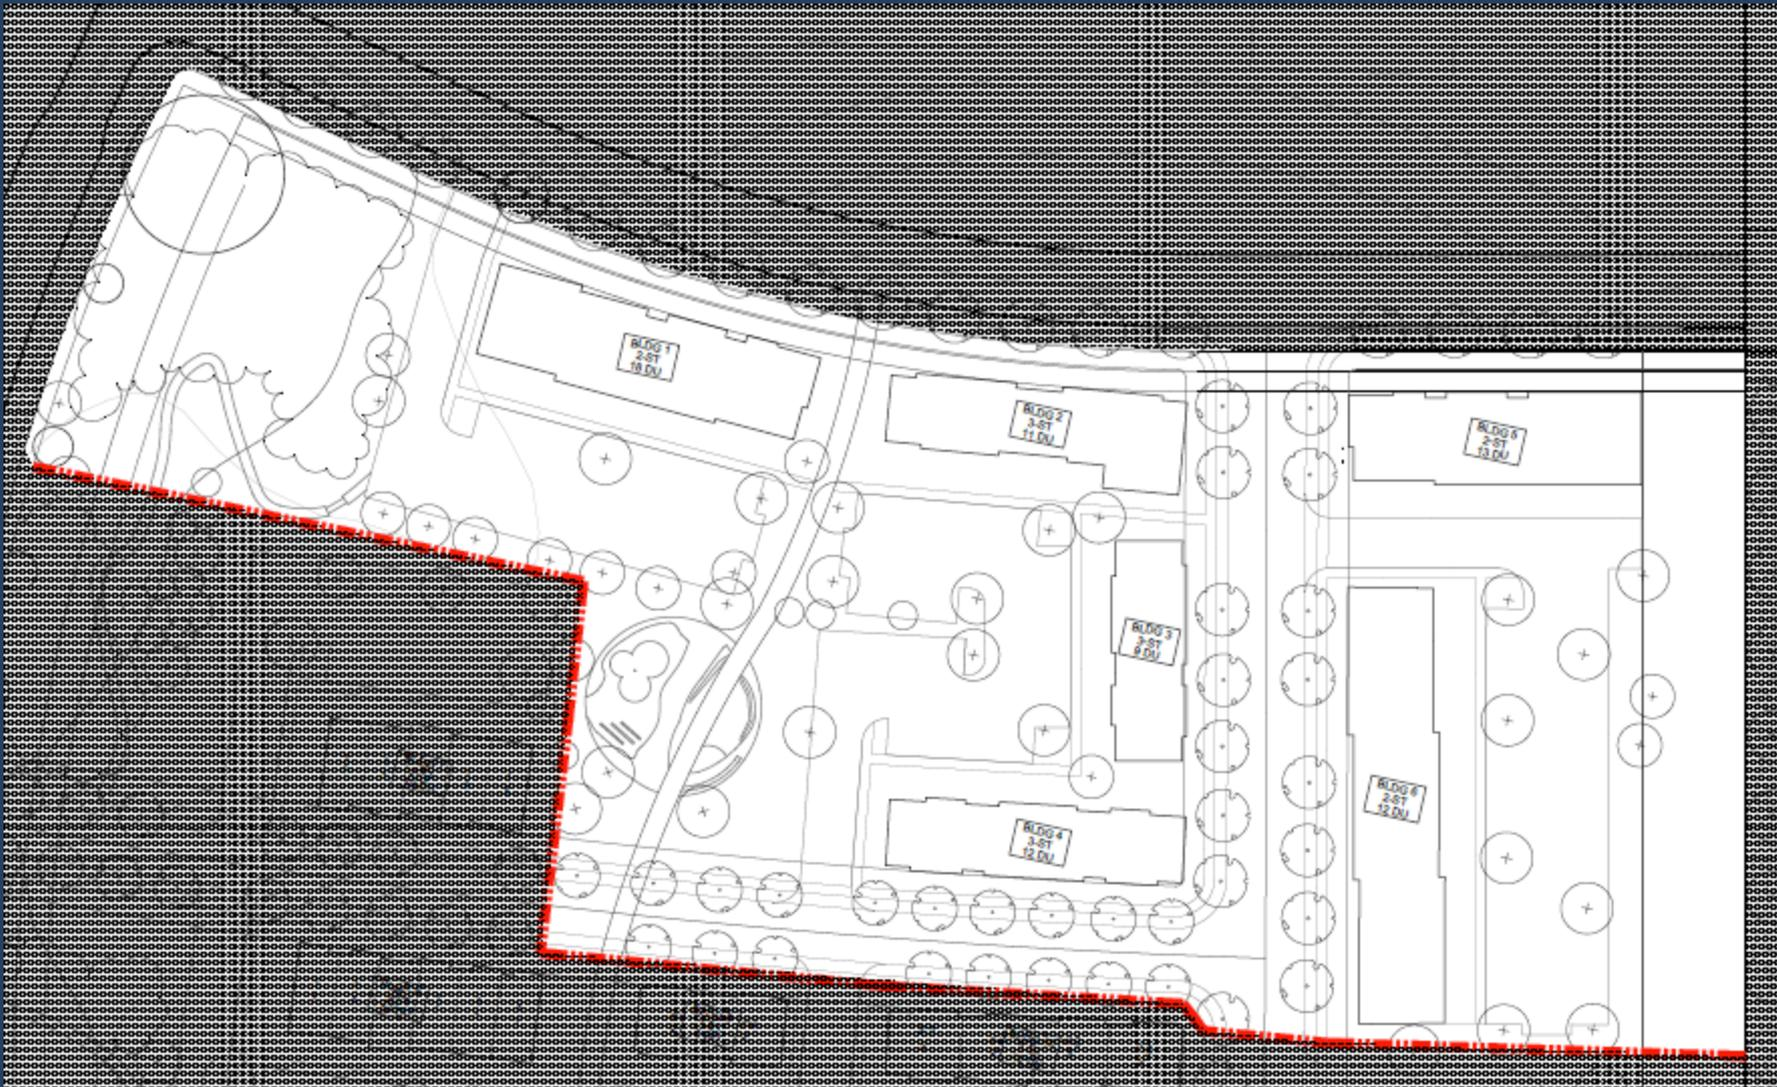 BLDG 1
2-ST
18 DU
BLDG 2
3-ST
11 DU
BLDG 5
2-ST
13 DU
BLDG 3
3-ST
9 DU
BLDG 6
2-ST
12 DU
BLDG 4
3-ST
12 DU